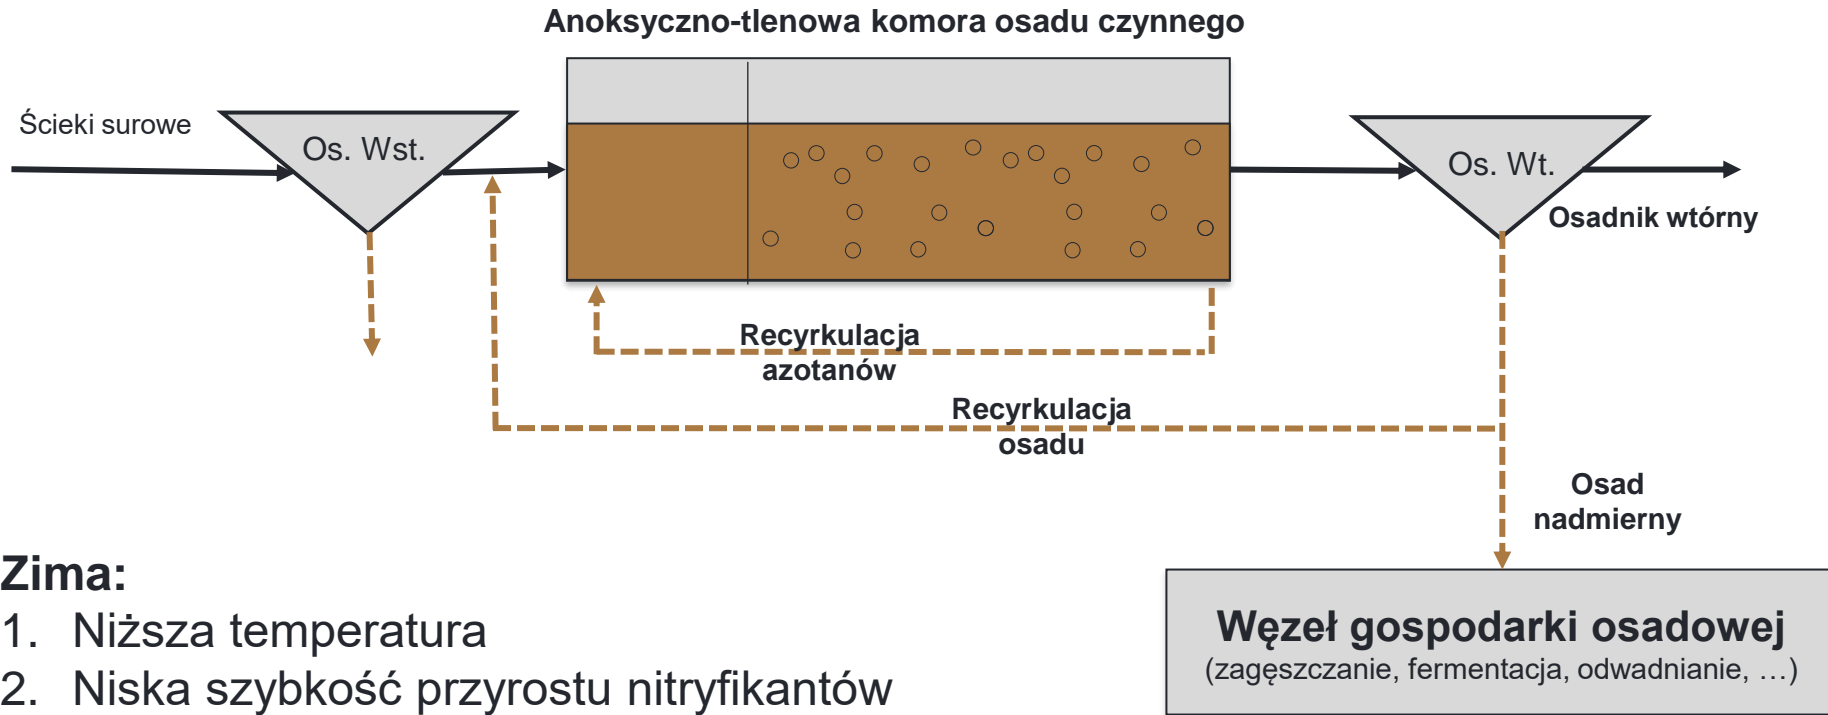 Anoksyczno-tlenowa komora osadu czynnego
Ścieki surowe
Os. Wst.
Os. Wt.
Osadnik wtórny
Recyrkulacja
azotanów
Recyrkulacja
osadu
Osad
nadmierny
Zima:
1. Niższa temperatura
2. Niska szybkość przyrostu nitryfikantów
Węzeł gospodarki osadowej
(zagęszczanie, fermentacja, odwadnianie, …)